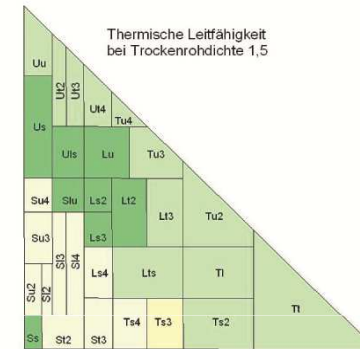 Thermische Leitfähigkeit
bei Trockenrohdichte 1,5
Uu
Ut2
Ut3
Ut4
Tu4
Us
Uls
Lu
Tu3
Su4
Slu
Ls2
Lt2
Lt3
Tu2
Su3
Sl3
Sl4
Ls3
Ls4
Lts
Tl
Su2
Sl2
Tt
Ss
St2
St3
Ts4
Ts3
Ts2